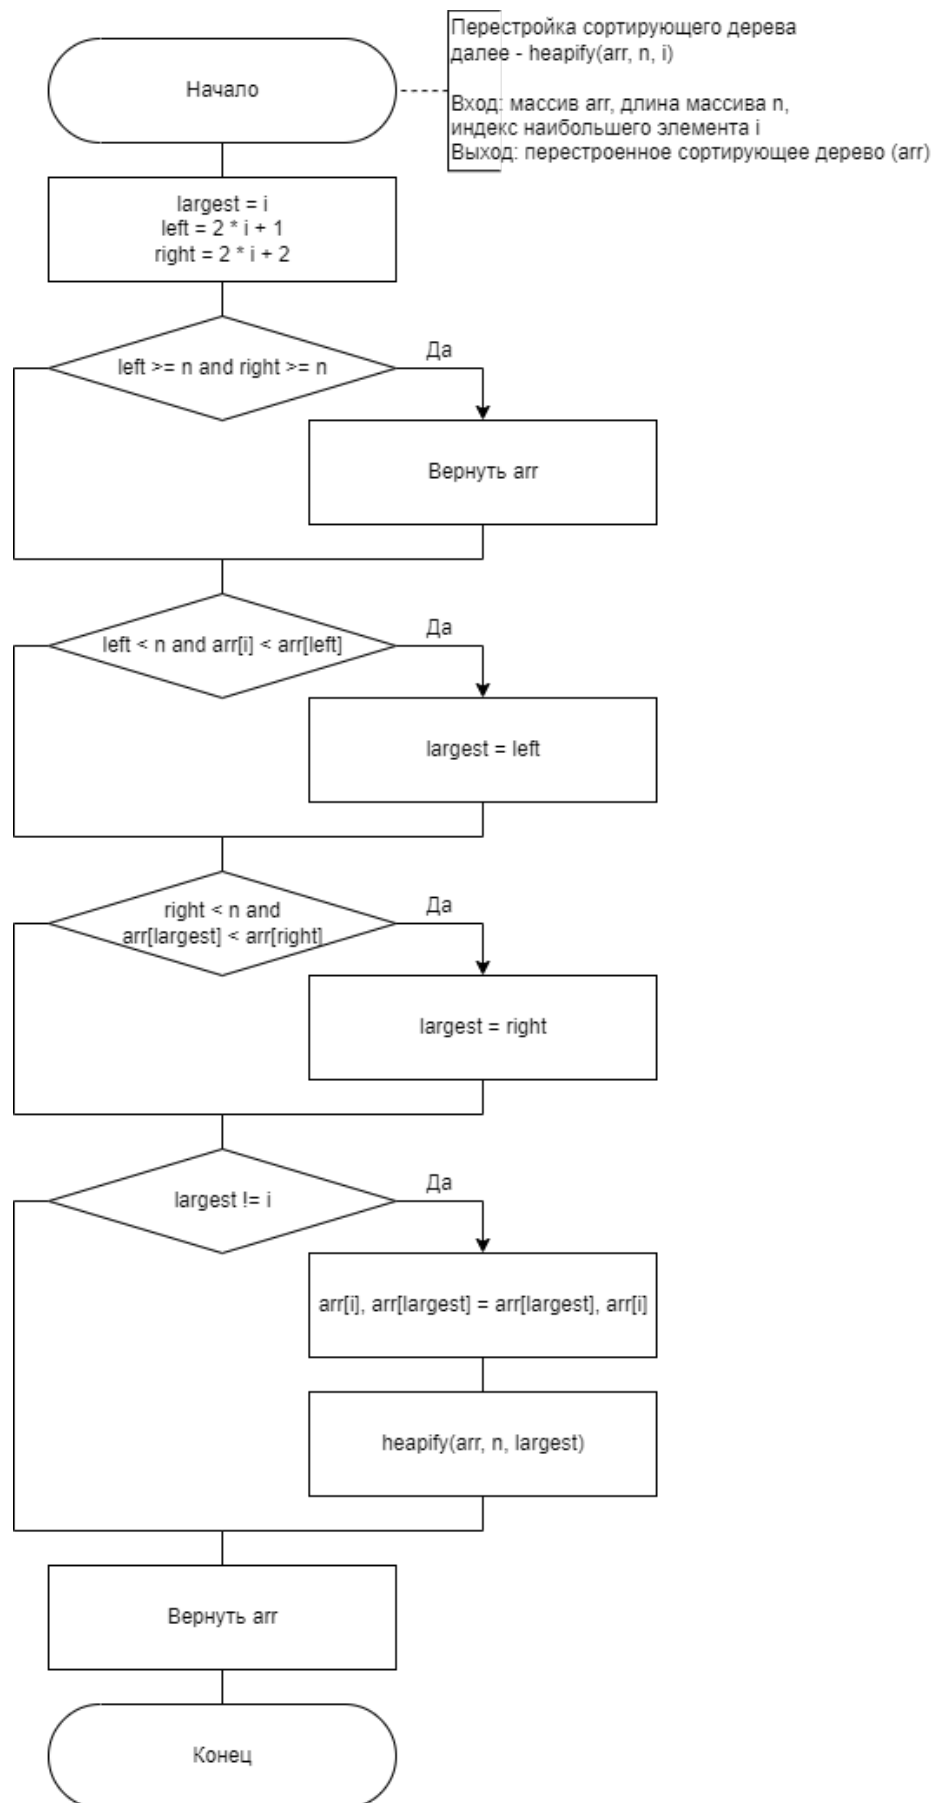 Начало
Перестройка сортирующего дерева
далее - heapify(arr, n, i)
Вход: массив arr, длина массива n,
индекс наибольшего элемента i
Выход: перестроенное сортирующее дерево (arr)
largest = i
left = 2 * i + 1
right = 2 * i + 2
left >= n and right >= n
Да
Вернуть arr
left < n and arr[i] < arr[left]
Да
largest = left
right < n and
arr[largest] < arr[right]
Да
largest = right
largest != i
Да
arr[i], arr[largest] = arr[largest], arr[i]
heapify(arr, n, largest)
Вернуть arr
Конец